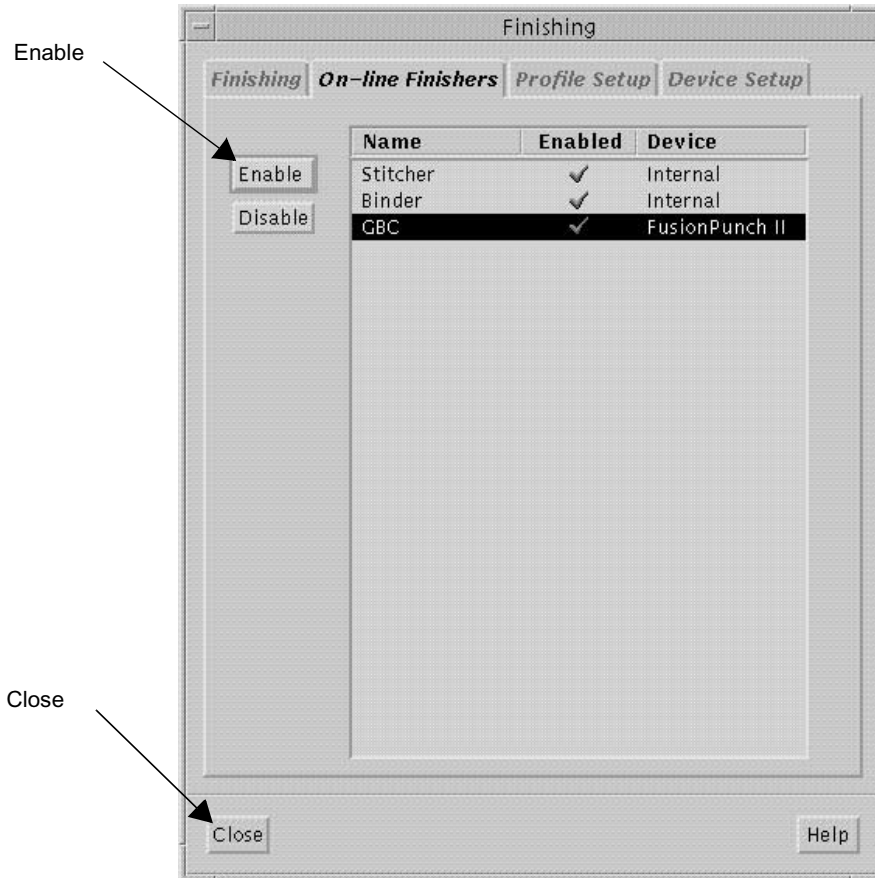 Finishing
Enable
Finishing On-line Finishers Profile Setup Device Setup
Name Enabled Device
Enable
Disable
Stitcher ✓ Internal
Binder ✓ Internal
GBC ✓ FusionPunch II
Close
Close
Help